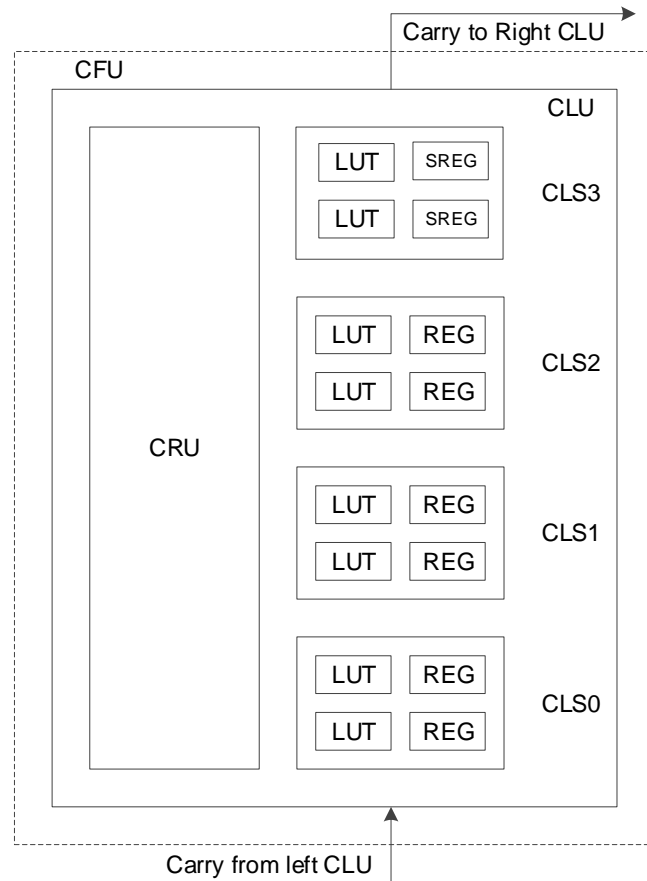 Carry to Right CLU
CFU
CLU
LUT SREG
CLS3
LUT SREG
LUT REG
CLS2
LUT REG
CRU
LUT REG
CLS1
LUT REG
LUT REG
CLS0
LUT REG
Carry from left CLU